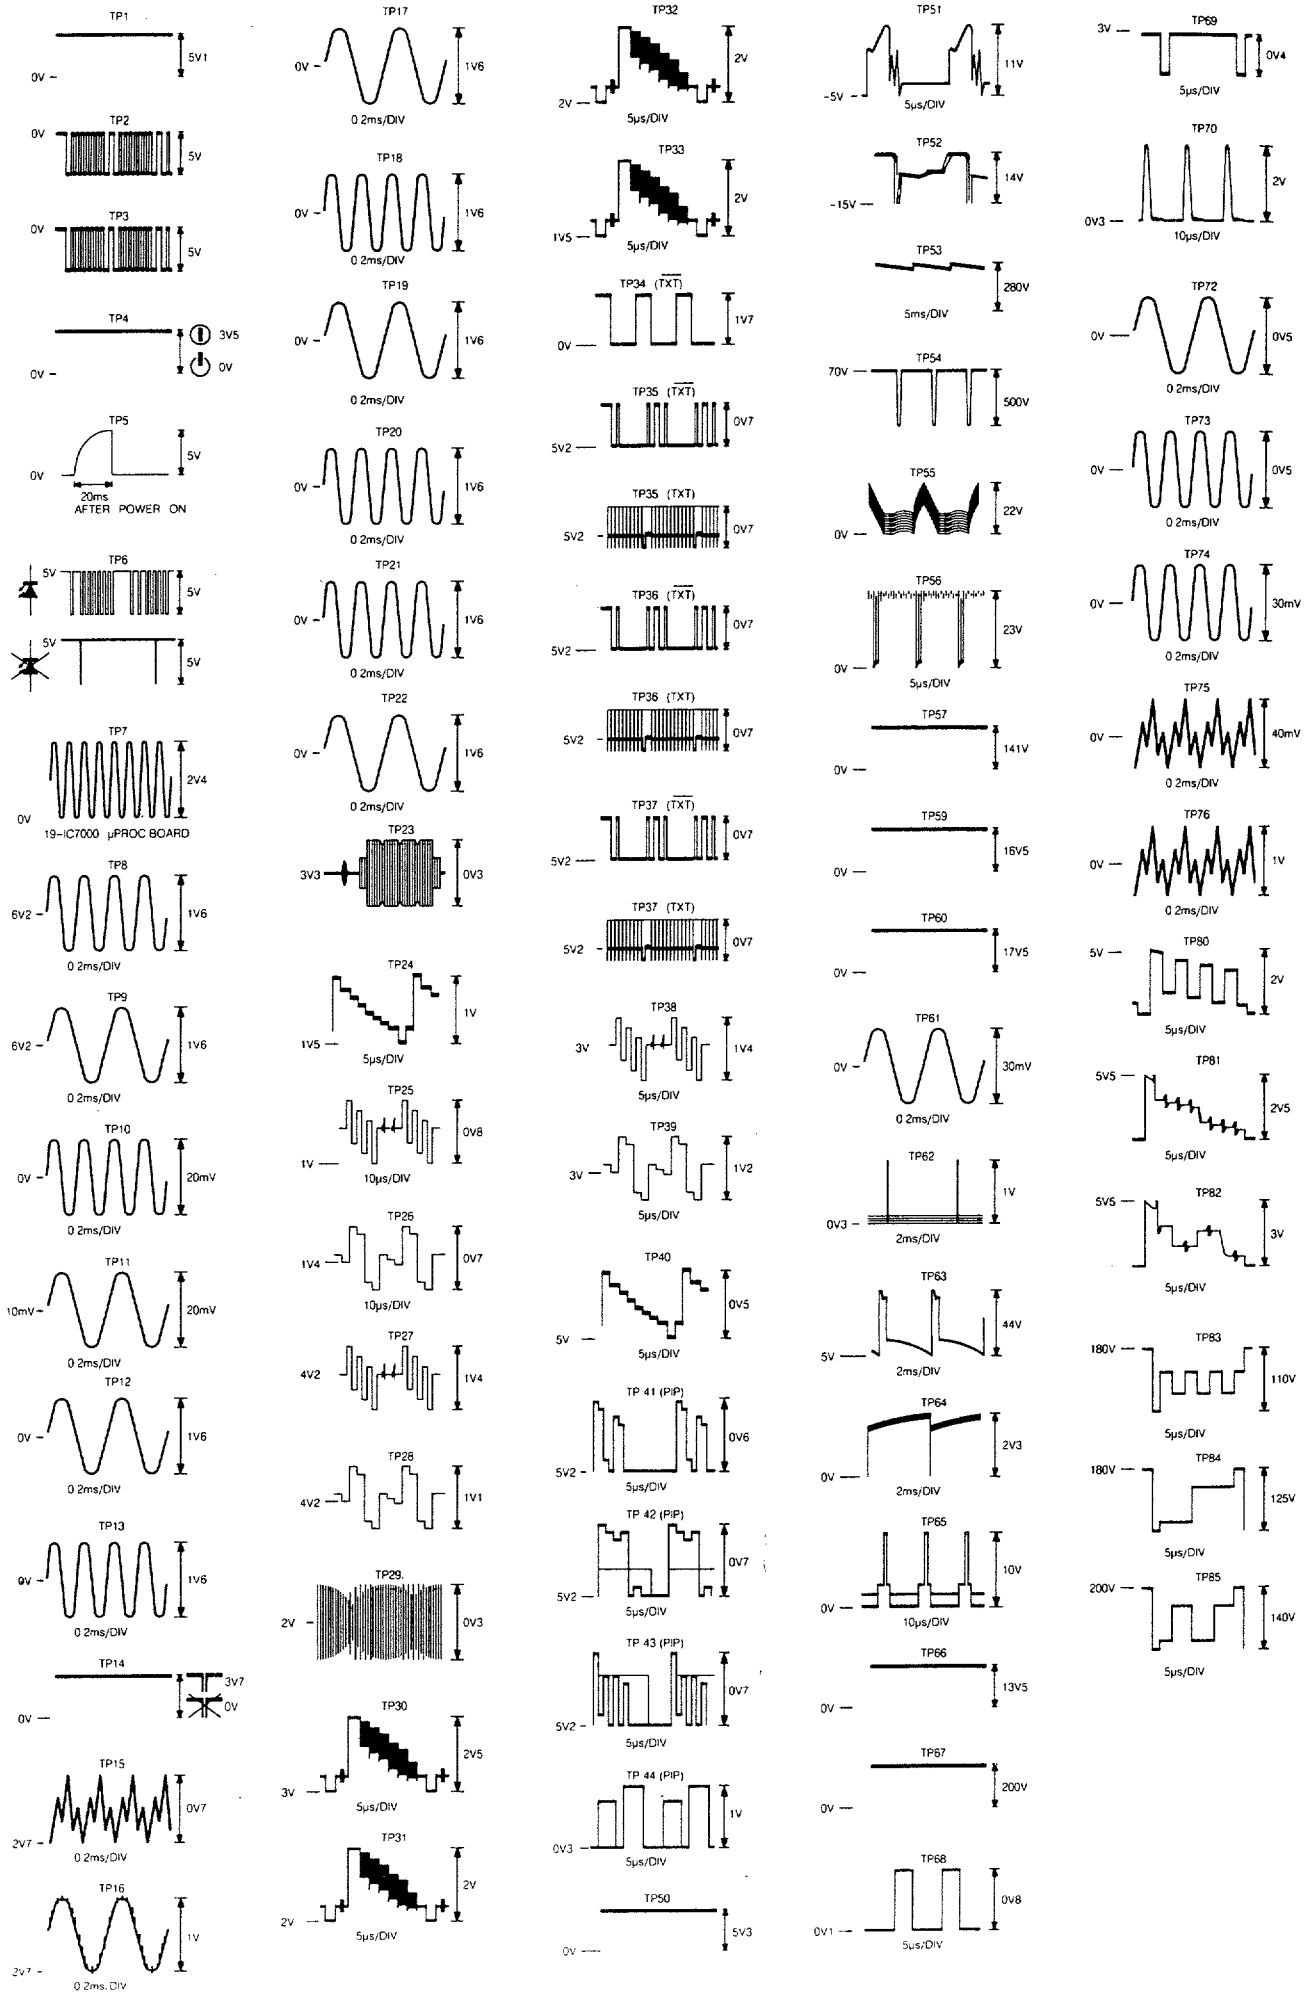 TP1
5V1
0V
TP2
0V
5V
TP3
0V
5V
TP4
3V5
0V
0V
TP5
0V
5V
20ms
AFTER POWER ON
TP6
5V
5V
5V
5V
TP7
2V4
0V
19-IC7000 µPROC BOARD
TP8
6V2
1V6
0.2ms/DIV
TP9
6V2
1V6
0.2ms/DIV
TP10
0V
20mV
0.2ms/DIV
TP11
10mV
20mV
0.2ms/DIV
TP12
0V
1V6
0.2ms/DIV
TP13
9V
1V6
0.2ms/DIV
TP14
3V7
0V
0V
TP15
0V7
2V7
0.2ms/DIV
TP16
1V
2V7
0.2ms/DIV
TP17
0V
1V6
0.2ms/DIV
TP18
0V
1V6
0.2ms/DIV
TP19
0V
1V6
0.2ms/DIV
TP20
0V
1V6
0.2ms/DIV
TP21
0V
1V6
0.2ms/DIV
TP22
0V
1V6
0.2ms/DIV
TP23
3V3
0V3
TP24
1V
1V5
5µs/DIV
TP25
0V8
1V
10µs/DIV
TP26
1V4
0V7
10µs/DIV
TP27
4V2
1V4
TP28
4V2
1V1
TP29
2V
0V3
TP30
2V5
3V
5µs/DIV
TP31
2V
2V
5µs/DIV
TP32
2V
2V
5µs/DIV
TP33
2V
1V5
5µs/DIV
TP34 (TXT)
1V7
0V
TP35 (TXT)
0V7
5V2
TP35 (TXT)
5V2
0V7
TP36 (TXT)
0V7
5V2
TP36 (TXT)
5V2
0V7
TP37 (TXT)
0V7
5V2
TP37 (TXT)
5V2
0V7
TP38
3V
1V4
5µs/DIV
TP39
3V
1V2
5µs/DIV
TP40
0V5
5V
5µs/DIV
TP 41 (PIP)
0V6
5V2
5µs/DIV
TP 42 (PIP)
0V7
5V2
5µs/DIV
TP 43 (PIP)
0V7
5V2
5µs/DIV
TP 44 (PIP)
1V
0V3
5µs/DIV
TP50
5V3
0V
TP51
11V
-5V
5µs/DIV
TP52
14V
-15V
TP53
280V
5ms/DIV
TP54
70V
500V
TP55
22V
0V
TP56
23V
0V
5µs/DIV
TP57
141V
0V
TP59
16V5
0V
TP60
17V5
0V
TP61
0V
30mV
0.2ms/DIV
TP62
1V
0V3
2ms/DIV
TP63
44V
5V
2ms/DIV
TP64
2V3
0V
2ms/DIV
TP65
10V
0V
10µs/DIV
TP66
13V5
0V
TP67
200V
0V
TP68
0V8
0V1
5µs/DIV
TP69
3V
0V4
5µs/DIV
TP70
2V
0V3
10µs/DIV
TP72
0V
0V5
0.2ms/DIV
TP73
0V
0V5
0.2ms/DIV
TP74
0V
30mV
0.2ms/DIV
TP75
0V
40mV
0.2ms/DIV
TP76
0V
1V
0.2ms/DIV
TP80
5V
2V
5µs/DIV
TP81
5V5
2V5
5µs/DIV
TP82
5V5
3V
5µs/DIV
TP83
180V
110V
5µs/DIV
TP84
180V
125V
5µs/DIV
TP85
200V
140V
5µs/DIV